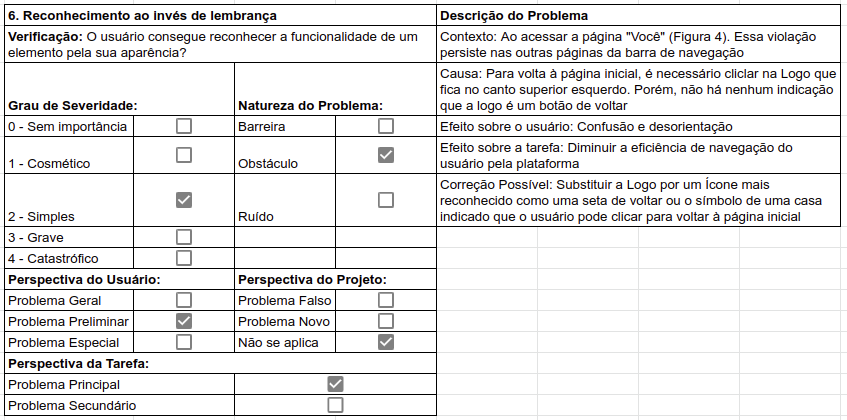 6. Reconhecimento ao invés de lembrança
Descrição do Problema
Verificação: O usuário consegue reconhecer a funcionalidade de um
elemento pela sua aparência?
Contexto: Ao acessar a página "Você" (Figura 4). Essa violação
persiste nas outras páginas da barra de navegação
Grau de Severidade:
Natureza do Problema:
Causa: Para volta à página inicial, é necessário cliclar na Logo que
fica no canto superior esquerdo. Porém, não há nenhum indicação
que a logo é um botão de voltar
0 - Sem importância
Barreira
Efeito sobre o usuário: Confusão e desorientação
1 - Cosmético
Obstáculo
Efeito sobre a tarefa: Diminuir a eficiência de navegação do
usuário pela plataforma
2 - Simples
Ruído
Correção Possível: Substituir a Logo por um Ícone mais
reconhecido como uma seta de voltar ou o símbolo de uma casa
indicado que o usuário pode clicar para voltar à página inicial
3 - Grave
4 - Catastrófico
Perspectiva do Usuário:
Perspectiva do Projeto:
Problema Geral
Problema Falso
Problema Preliminar
Problema Novo
Problema Especial
Não se aplica
Perspectiva da Tarefa:
Problema Principal
Problema Secundário